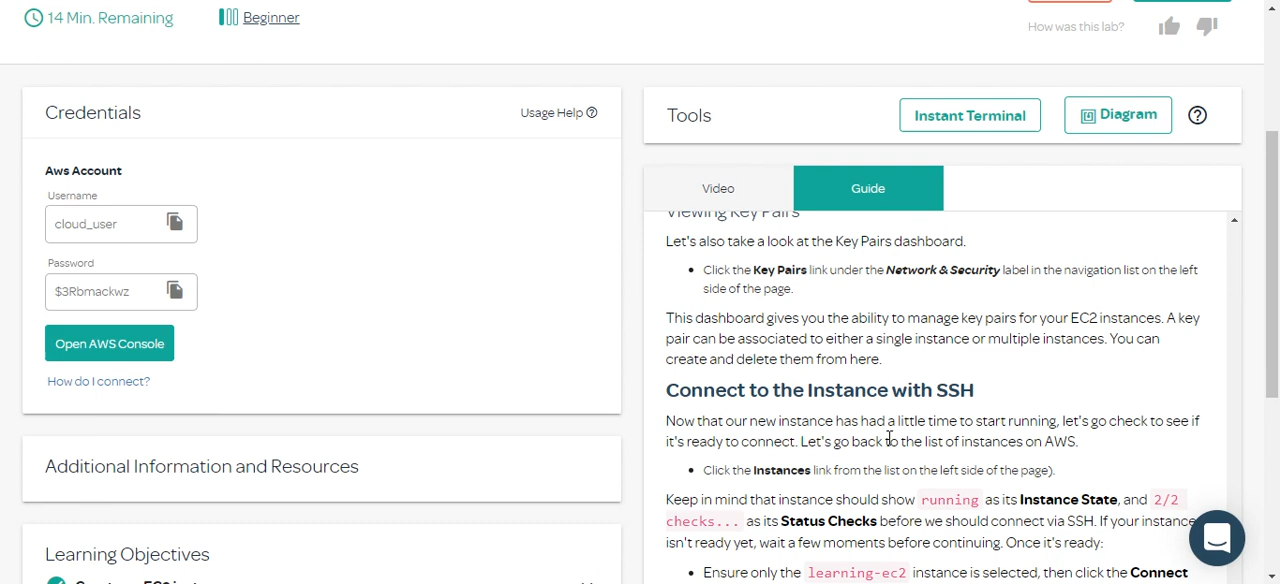 14 Min. Remaining
Beginner
How was this lab?
Credentials
Usage Help
Tools
Instant Terminal
Diagram
Aws Account
Username
cloud_user
Password
$3Rbmackwz
Open AWS Console
How do I connect?
Additional Information and Resources
Learning Objectives
Video
Guide
Viewing Key Pairs
Let's also take a look at the Key Pairs dashboard.
• Click the Key Pairs link under the Network & Security label in the navigation list on the left
side of the page.
This dashboard gives you the ability to manage key pairs for your EC2 instances. A key
pair can be associated to either a single instance or multiple instances. You can
create and delete them from here.
Connect to the Instance with SSH
Now that our new instance has had a little time to start running, let's go check to see if
it's ready to connect. Let's go back to the list of instances on AWS.
• Click the Instances link from the list on the left side of the page).
Keep in mind that instance should show running as its Instance State, and 2/2
checks... as its Status Checks before we should connect via SSH. If your instance
isn't ready yet, wait a few moments before continuing. Once it's ready:
• Ensure only the learning-ec2 instance is selected, then click the Connect